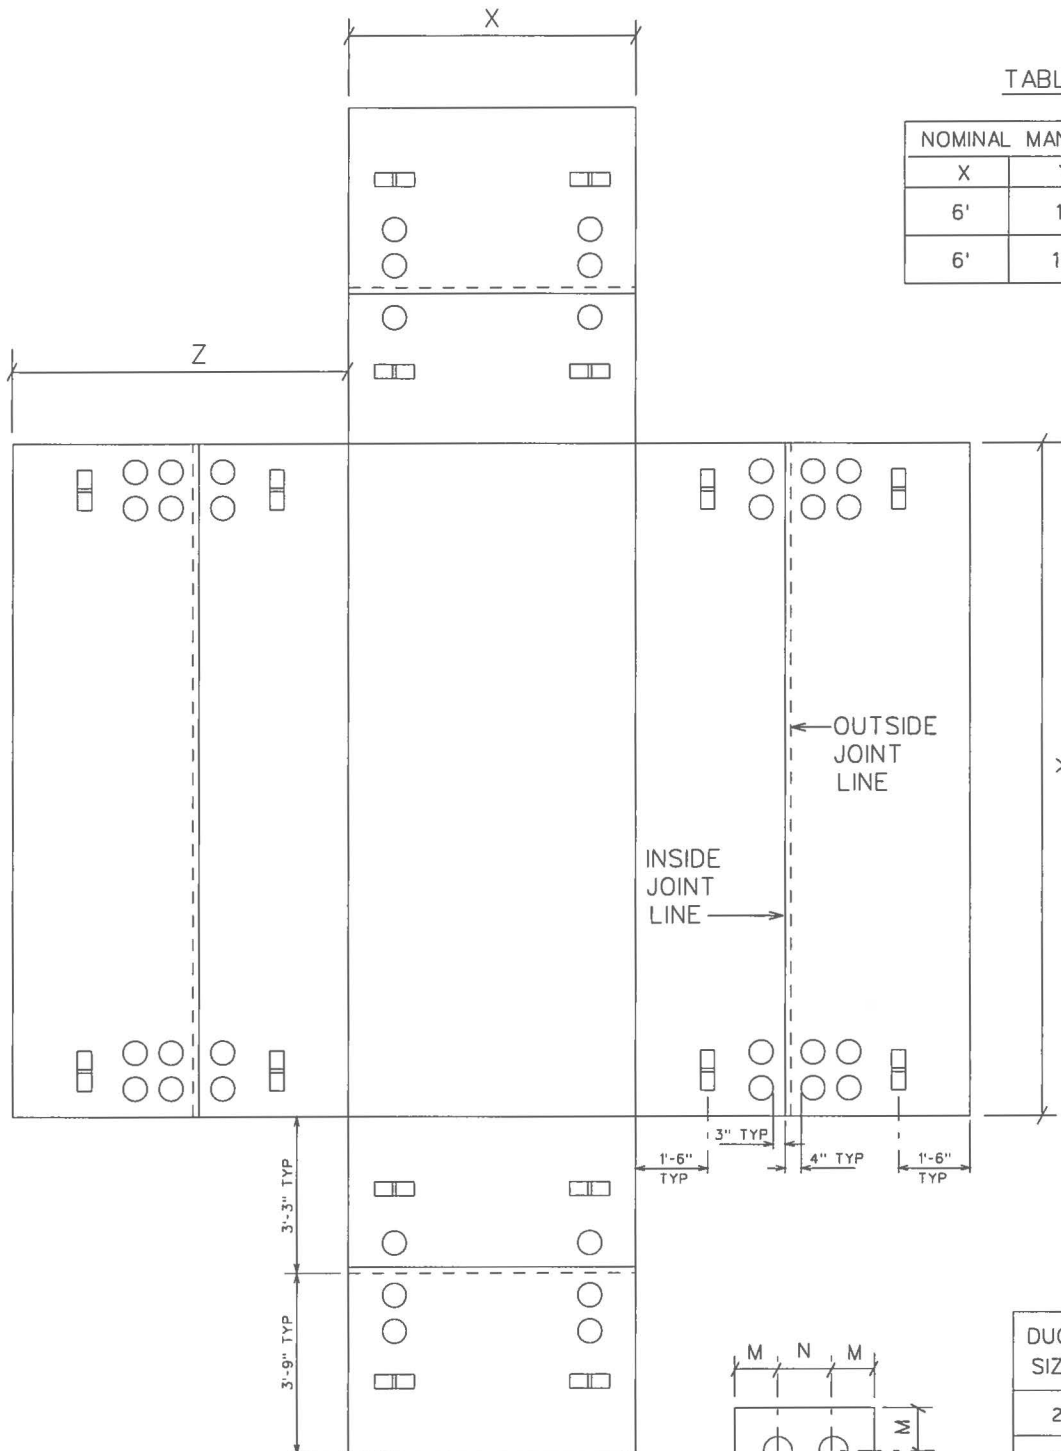 X
TABL
NOMINAL MAN
X
6' 1
6' 1
Z
OUTSIDE
JOINT
LINE
INSIDE
JOINT
LINE
3" TYP
1'-6"
TYP
4" TYP
1'-6"
TYP
3'-3" TYP
3'-9" TYP
M N M
M
DUC
SIZ
2